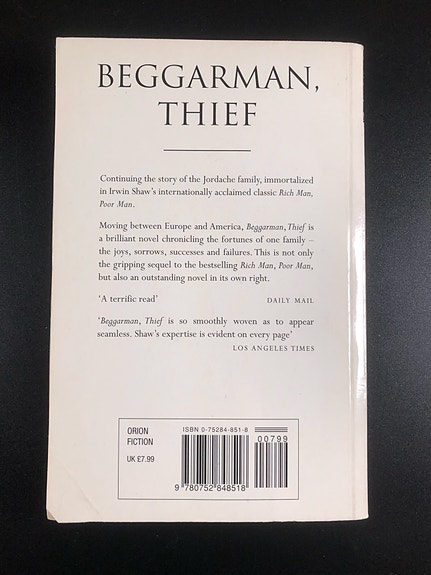 BEGGARMAN,
THIEF
Continuing the story of the Jordache family, immortalized
in Irwin Shaw's internationally acclaimed classic Rich Man,
Poor Man.
Moving between Europe and America, Beggarman, Thief is
a brilliant novel chronicling the fortunes of one family –
the joys, sorrows, successes and failures. This is not only
the gripping sequel to the bestselling Rich Man, Poor Man,
but also an outstanding novel in its own right.
'A terrific read' DAILY MAIL
'Beggarman, Thief is so smoothly woven as to appear
seamless. Shaw's expertise is evident on every page'
LOS ANGELES TIMES
ORION
FICTION
UK £7.99
ISBN 0-75284-851-8
00799
9 780752 848518